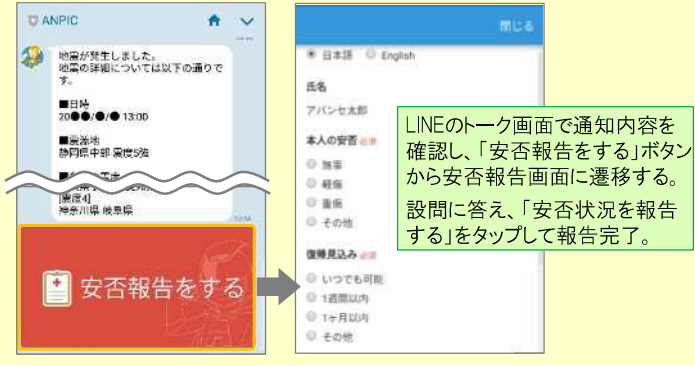 ANPIC
地震が発生しました。
地震の詳細については以下の通りで
す。
■日時
20●●/●/● 13:00
■震源地
静岡県中部 震度5強
[震度4]
神奈川県 岐阜県
安否報告をする
閉じる
日本語 English
氏名
アパンセ太郎
本人の安否 必須
無事
軽傷
重傷
その他
復帰見込み 必須
いつでも可能
1週間以内
1ヶ月以内
その他
LINEのトーク画面で通知内容を
確認し、「安否報告をする」ボタン
から安否報告画面に遷移する。
設問に答え、「安否状況を報告
する」をタップして報告完了。